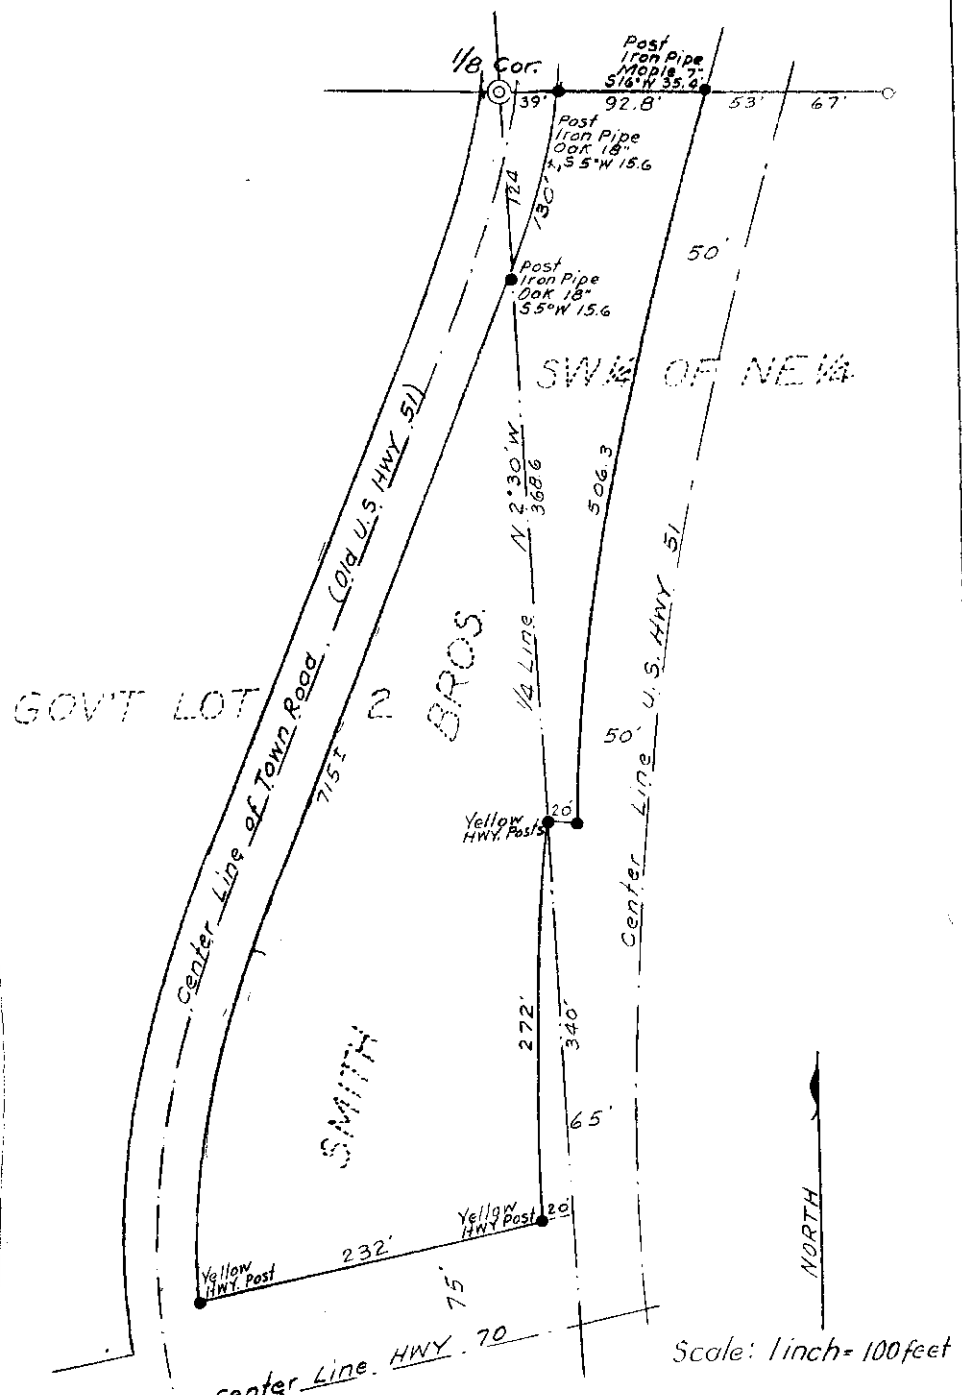 1/8 Cor.
Post
Iron Pipe
Maple 7"
S16°W 35.4
39'
92.8'
53'
67'
Post
Iron Pipe
Oak 18"
S 5°W 15.6
124
130'
Post
Iron Pipe
Oak 18"
S5°W 15.6
50'
SW¼ OF NE¼
Center Line of Town Road (Old U.S. HWY 51)
1/4 Line N 2°30'W
368.6
506.3
Center Line U.S. HWY 51
GOV'T LOT 2
SMITH BROS.
715±
50'
20'
Yellow
HWY. Posts
272'
340'
65'
Yellow
HWY Post
20'
232'
Yellow
HWY. Post
75'
Center Line HWY 70
NORTH
Scale: 1 inch = 100 feet